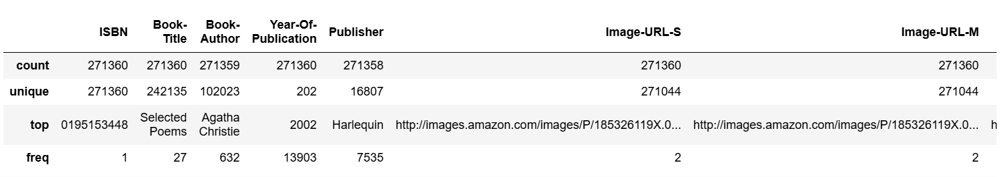 ISBN Book-Title Book-Author Year-Of-Publication Publisher Image-URL-S Image-URL-M
count 271360 271360 271359 271360 271358 271360 271360
unique 271360 242135 102023 202 16807 271044 271044
top 0195153448 Selected Poems Agatha Christie 2002 Harlequin http://images.amazon.com/images/P/185326119X.0... http://images.amazon.com/images/P/185326119X.0... h
freq 1 27 632 13903 7535 2 2